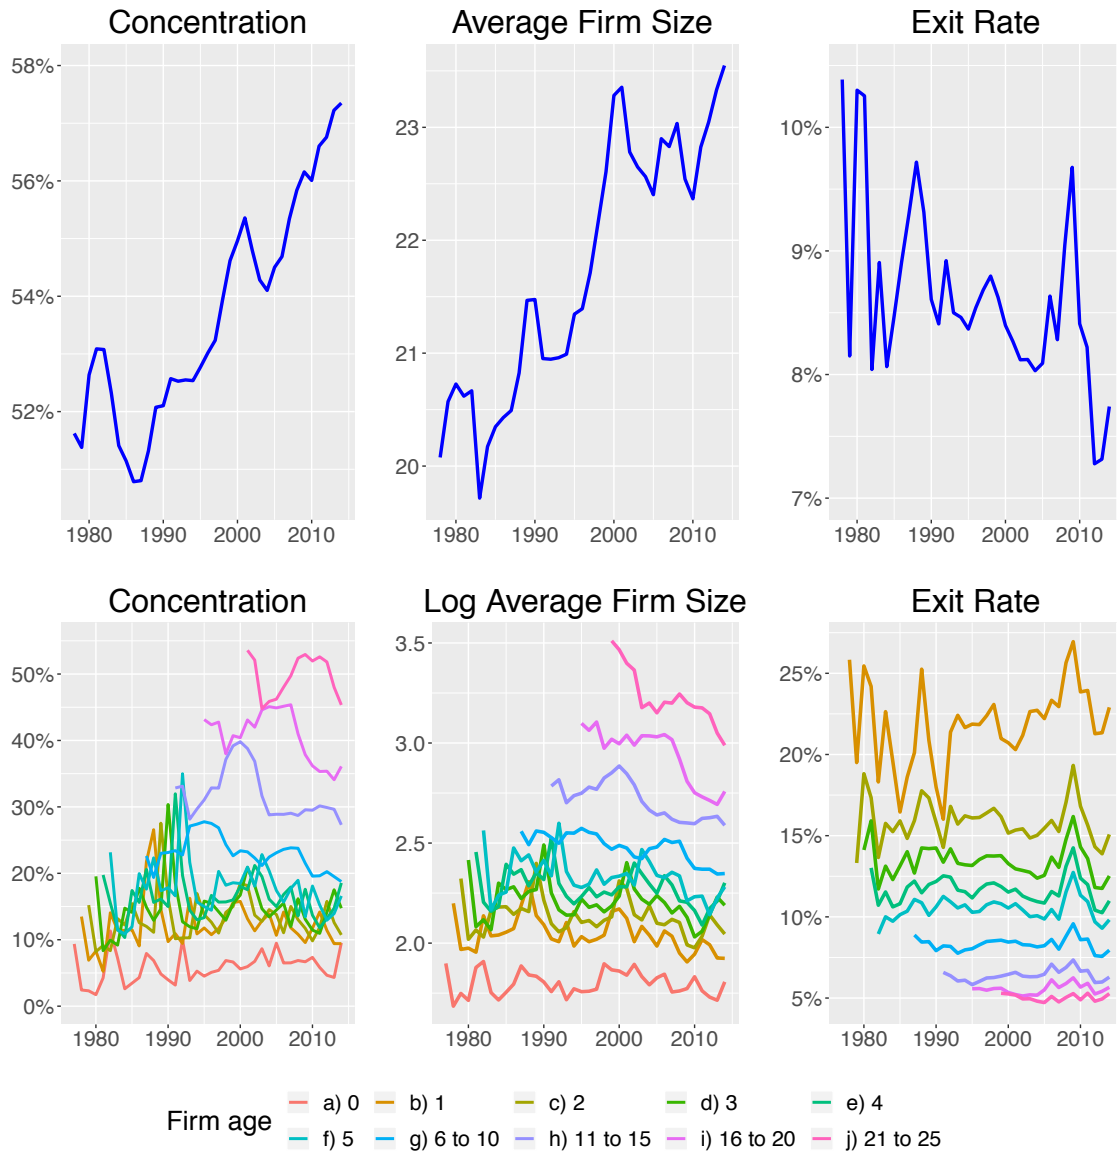 Concentration
Average Firm Size
Exit Rate
58%
56%
54%
52%
1980 1990 2000 2010
23
22
21
20
1980 1990 2000 2010
10%
9%
8%
7%
1980 1990 2000 2010
Concentration
Log Average Firm Size
Exit Rate
50%
40%
30%
20%
10%
0%
1980 1990 2000 2010
3.5
3.0
2.5
2.0
1980 1990 2000 2010
25%
20%
15%
10%
5%
1980 1990 2000 2010
Firm age
a) 0 b) 1 c) 2 d) 3 e) 4
f) 5 g) 6 to 10 h) 11 to 15 i) 16 to 20 j) 21 to 25